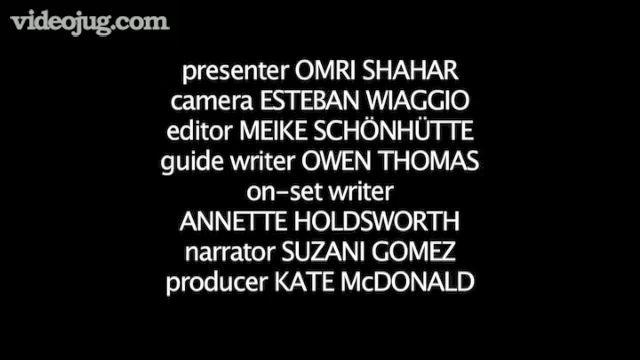 videojug.com
presenter OMRI SHAHAR
camera ESTEBAN WIAGGIO
editor MEIKE SCHÖNHÜTTE
guide writer OWEN THOMAS
on-set writer
ANNETTE HOLDSWORTH
narrator SUZANI GOMEZ
producer KATE McDONALD